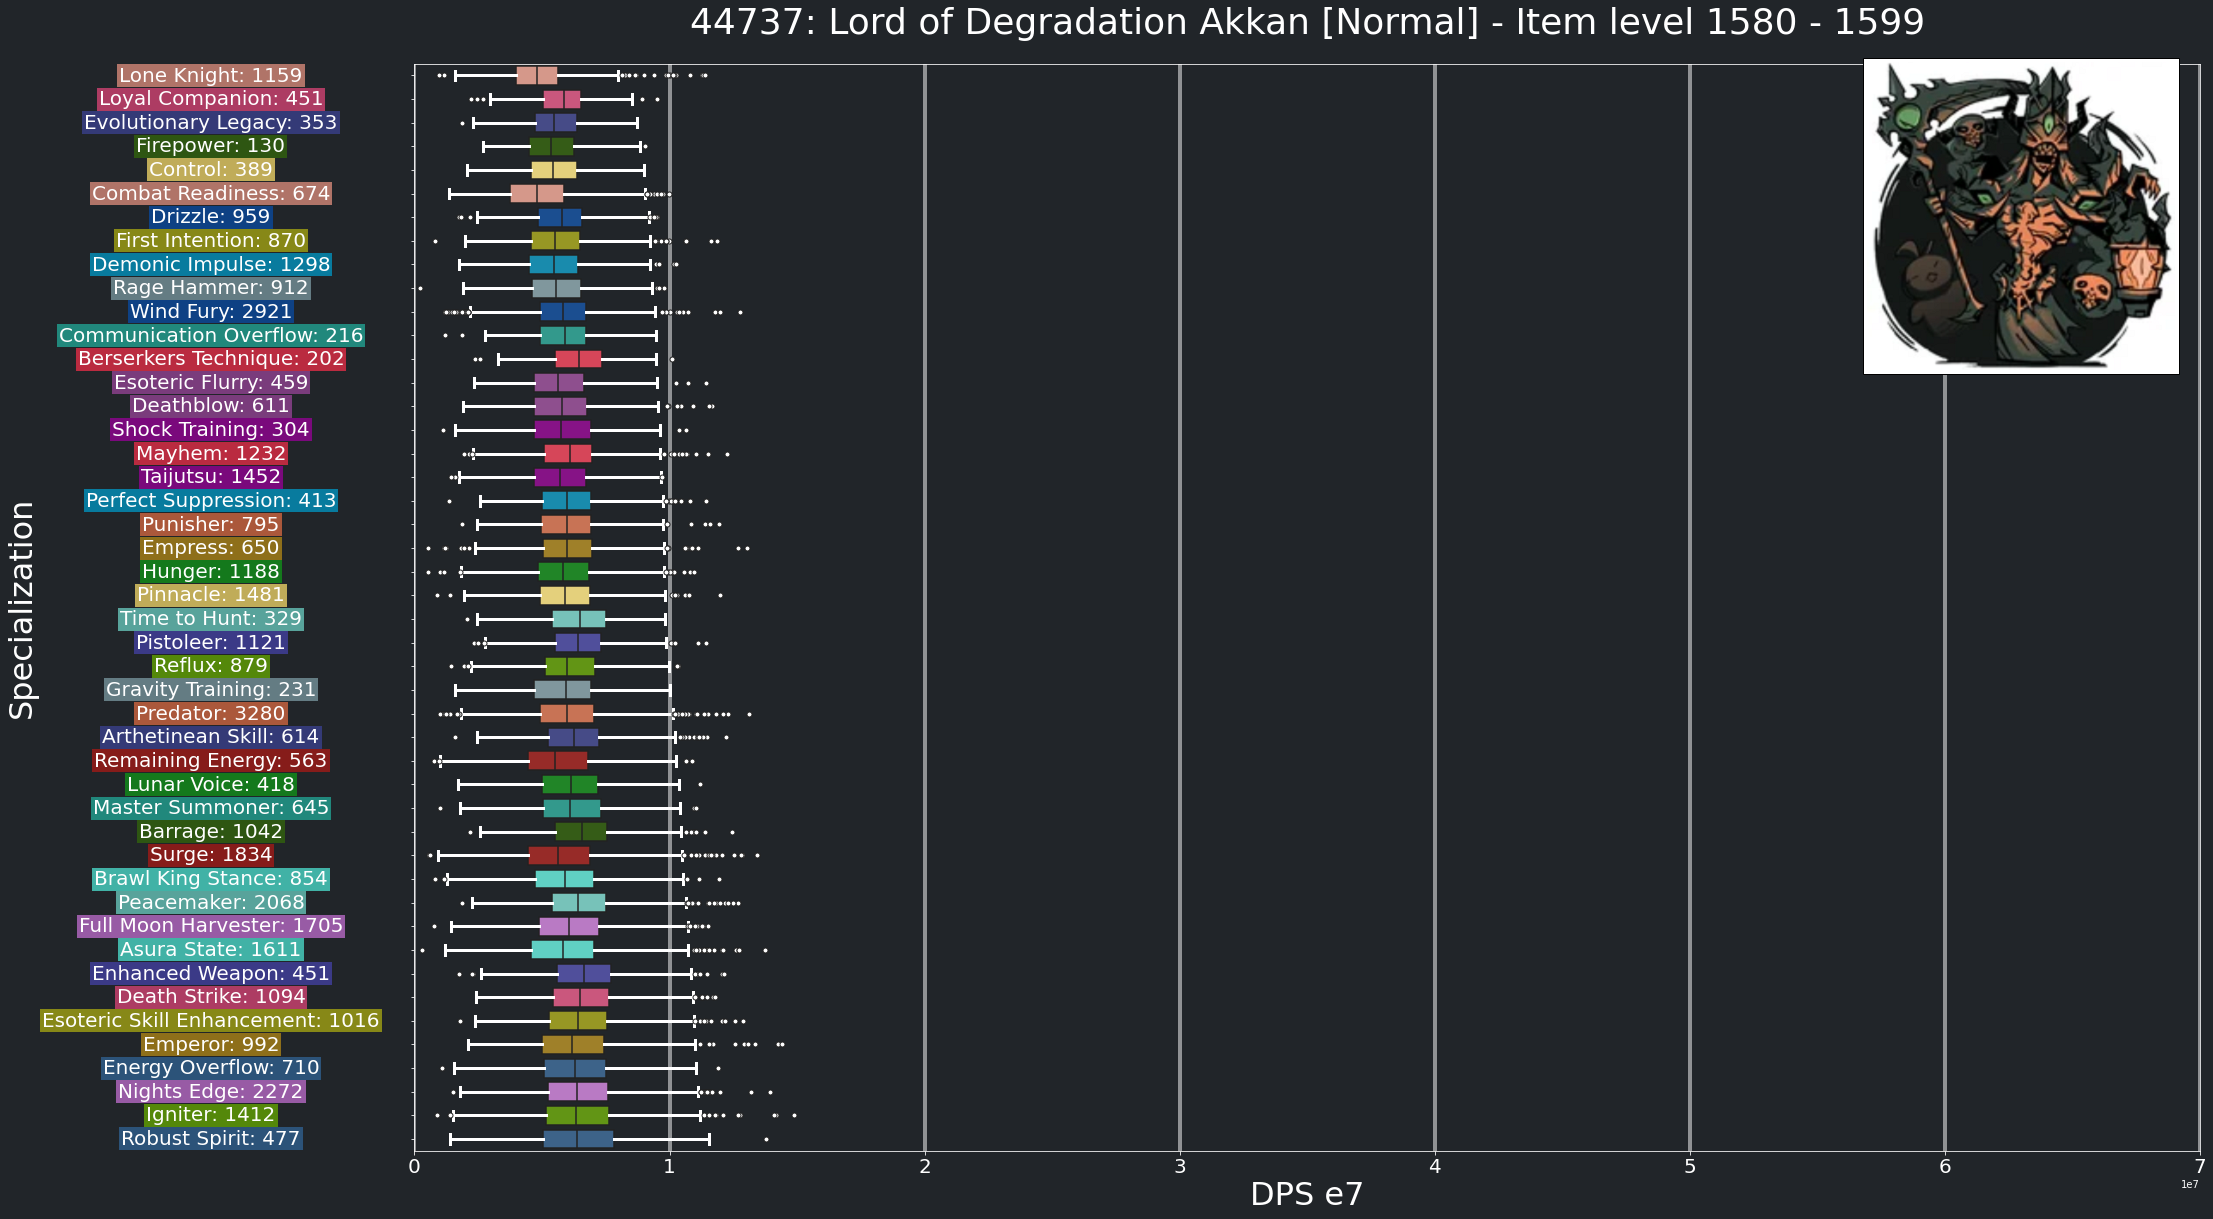 44737: Lord of Degradation Akkan [Normal] - Item level 1580 - 1599
Lone Knight: 1159
Loyal Companion: 451
Evolutionary Legacy: 353
Firepower: 130
Control: 389
Combat Readiness: 674
Drizzle: 959
First Intention: 870
Demonic Impulse: 1298
Rage Hammer: 912
Wind Fury: 2921
Communication Overflow: 216
Berserkers Technique: 202
Esoteric Flurry: 459
Deathblow: 611
Shock Training: 304
Mayhem: 1232
Taijutsu: 1452
Perfect Suppression: 413
Punisher: 795
Empress: 650
Hunger: 1188
Pinnacle: 1481
Time to Hunt: 329
Pistoleer: 1121
Reflux: 879
Gravity Training: 231
Predator: 3280
Arthetinean Skill: 614
Remaining Energy: 563
Lunar Voice: 418
Master Summoner: 645
Barrage: 1042
Surge: 1834
Brawl King Stance: 854
Peacemaker: 2068
Full Moon Harvester: 1705
Asura State: 1611
Enhanced Weapon: 451
Death Strike: 1094
Esoteric Skill Enhancement: 1016
Emperor: 992
Energy Overflow: 710
Nights Edge: 2272
Igniter: 1412
Robust Spirit: 477
Specialization
0 1 2 3 4 5 6 7
1e7
DPS e7